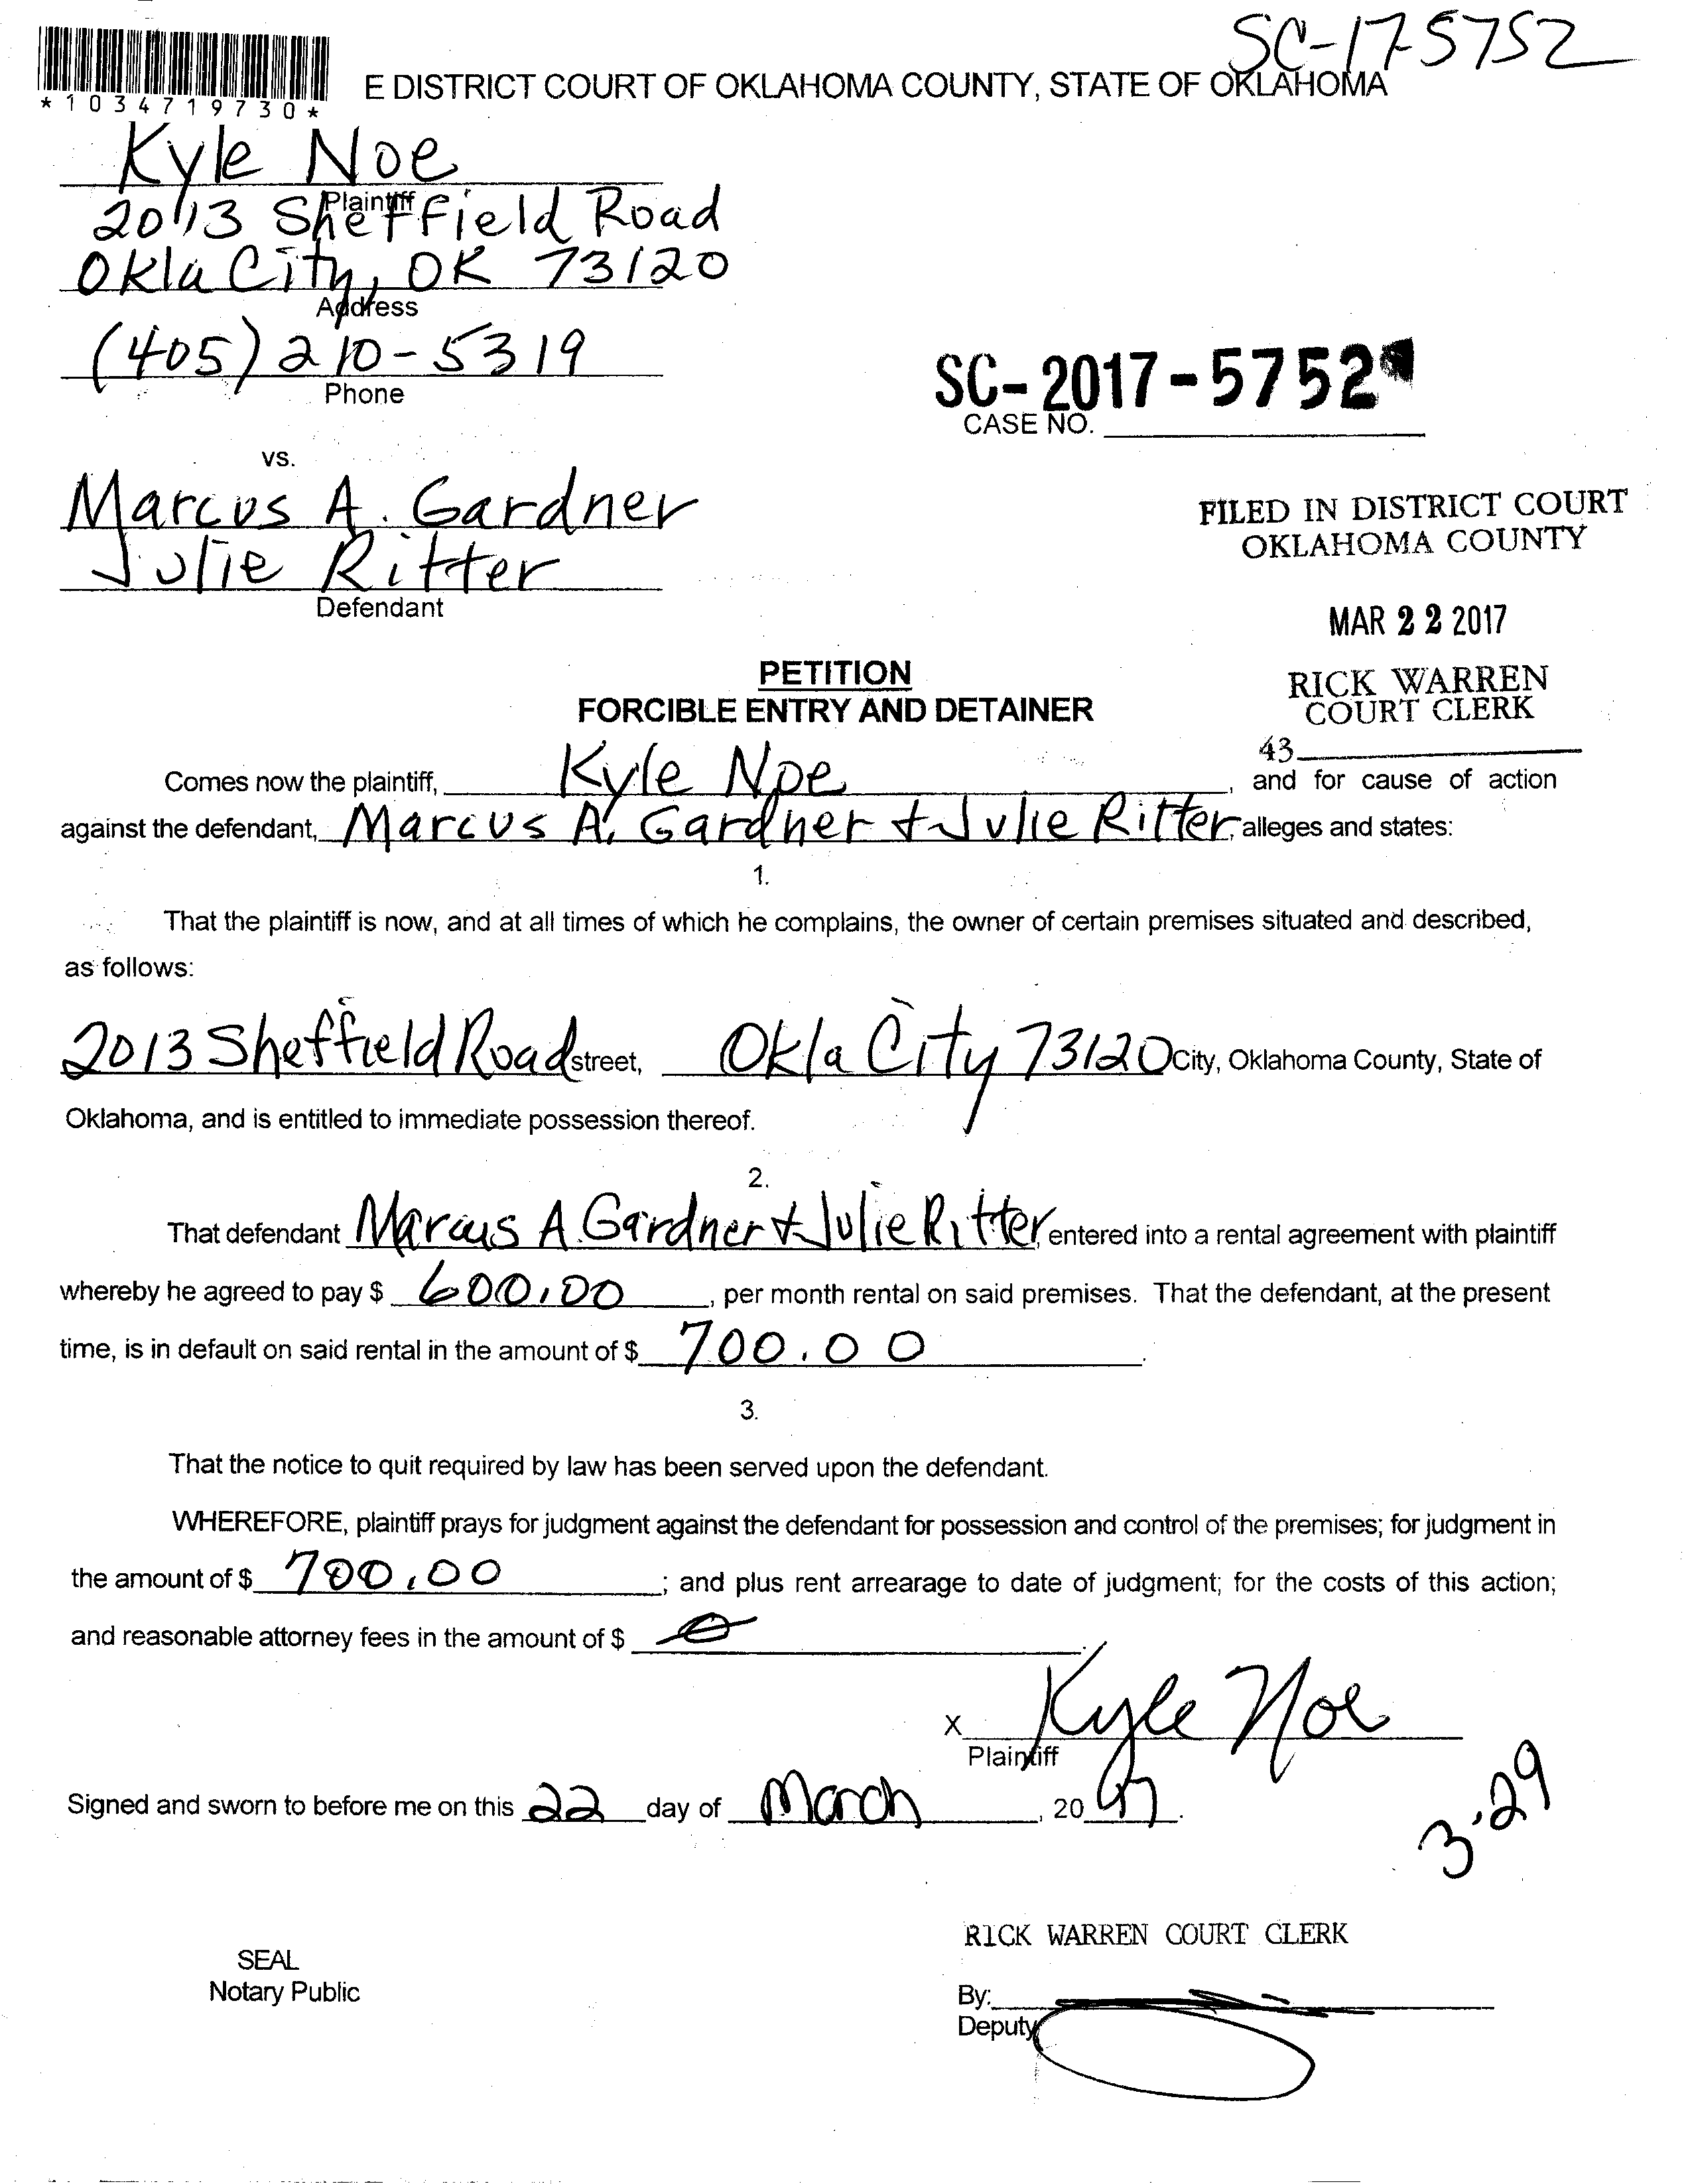 SC-17-5752
E DISTRICT COURT OF OKLAHOMA COUNTY, STATE OF OKLAHOMA
*1034719730*
Kyle Noe
Plaintiff
2013 Sheffield Road
Okla City, OK 73120
Address
(405) 210-5319
Phone
SC-2017-5752
CASE NO.
vs.
Marcus A. Gardner
Julie Ritter
Defendant
FILED IN DISTRICT COURT
OKLAHOMA COUNTY
MAR 22 2017
RICK WARREN
COURT CLERK
43
PETITION
FORCIBLE ENTRY AND DETAINER
Comes now the plaintiff, Kyle Noe, and for cause of action
against the defendant, Marcus A. Gardner + Julie Ritter, alleges and states:
1.
That the plaintiff is now, and at all times of which he complains, the owner of certain premises situated and described,
as follows:
2013 Sheffield Road street, Okla City 73120 City, Oklahoma County, State of
Oklahoma, and is entitled to immediate possession thereof.
2.
That defendant Marcus A. Gardner + Julie Ritter, entered into a rental agreement with plaintiff
whereby he agreed to pay $ 600.00, per month rental on said premises. That the defendant, at the present
time, is in default on said rental in the amount of $ 700.00.
3.
That the notice to quit required by law has been served upon the defendant.
WHEREFORE, plaintiff prays for judgment against the defendant for possession and control of the premises; for judgment in
the amount of $ 700.00; and plus rent arrearage to date of judgment; for the costs of this action;
and reasonable attorney fees in the amount of $ 0.
X Kyle Noe
Plaintiff
Signed and sworn to before me on this 22 day of March, 2017.
3-29
RICK WARREN COURT CLERK
SEAL
Notary Public
By:
Deputy